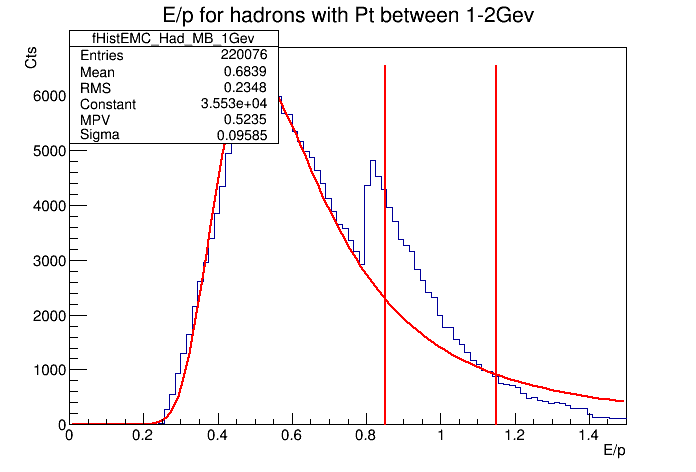 E/p for hadrons with Pt between 1-2Gev
fHistEMC_Had_MB_1Gev
Entries 220076
Mean 0.6839
RMS 0.2348
Constant 3.553e+04
MPV 0.5235
Sigma 0.09585
Cts
6000
5000
4000
3000
2000
1000
0
0 0.2 0.4 0.6 0.8 1 1.2 1.4
E/p